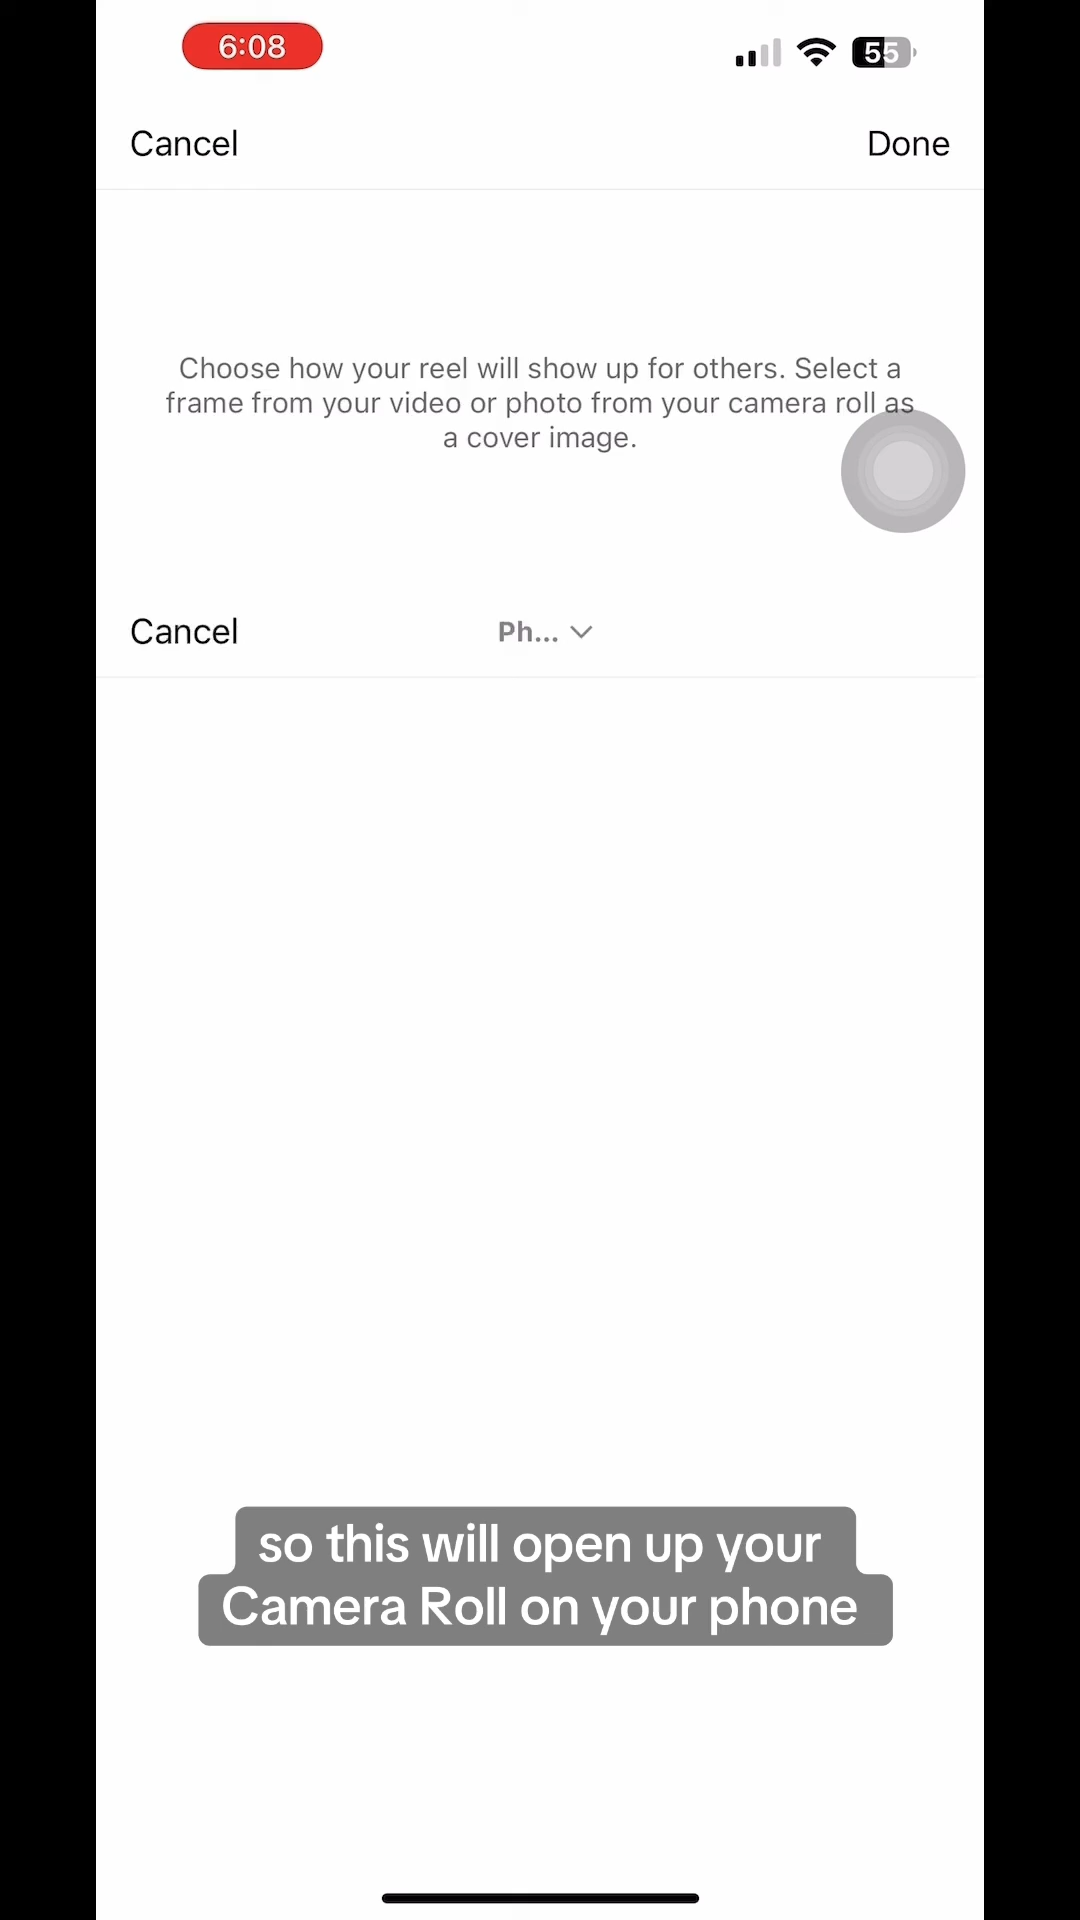 6:08
55
Cancel
Done
Choose how your reel will show up for others. Select a
frame from your video or photo from your camera roll as
a cover image.
Cancel
Ph...
so this will open up your
Camera Roll on your phone